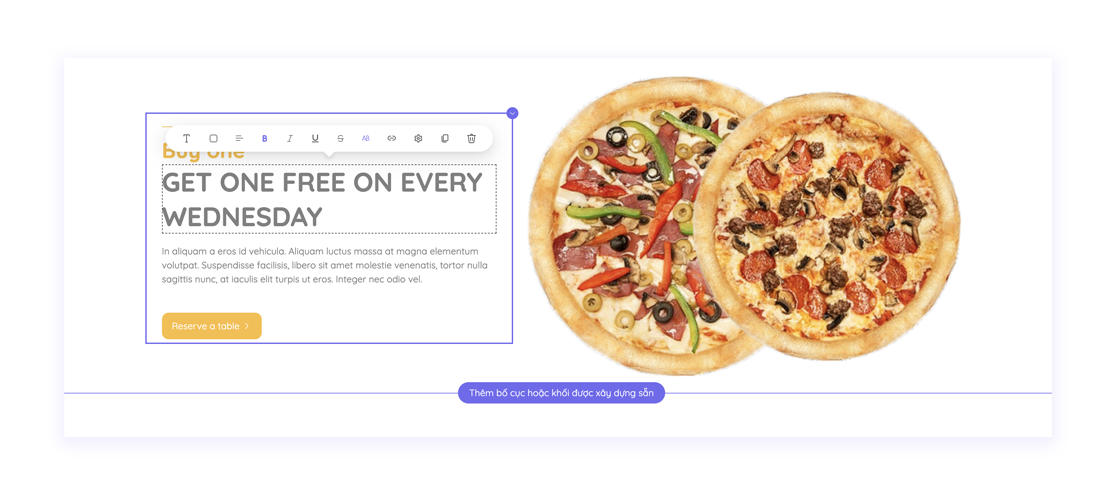 B I U S AB
Buy one
GET ONE FREE ON EVERY
WEDNESDAY
In aliquam a eros id vehicula. Aliquam luctus massa at magna elementum
volutpat. Suspendisse facilisis, libero sit amet molestie venenatis, tortor nulla
sagittis nunc, at iaculis elit turpis ut eros. Integer nec odio vel.
Reserve a table
Thêm bố cục hoặc khối được xây dựng sẵn